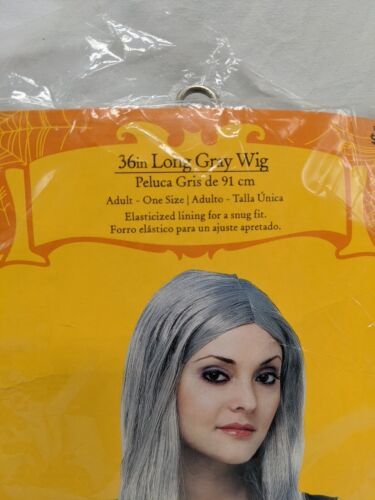 36in Long Gray Wig
Peluca Gris de 91 cm
Adult - One Size | Adulto - Talla Única
Elasticized lining for a snug fit.
Forro elástico para un ajuste apretado.